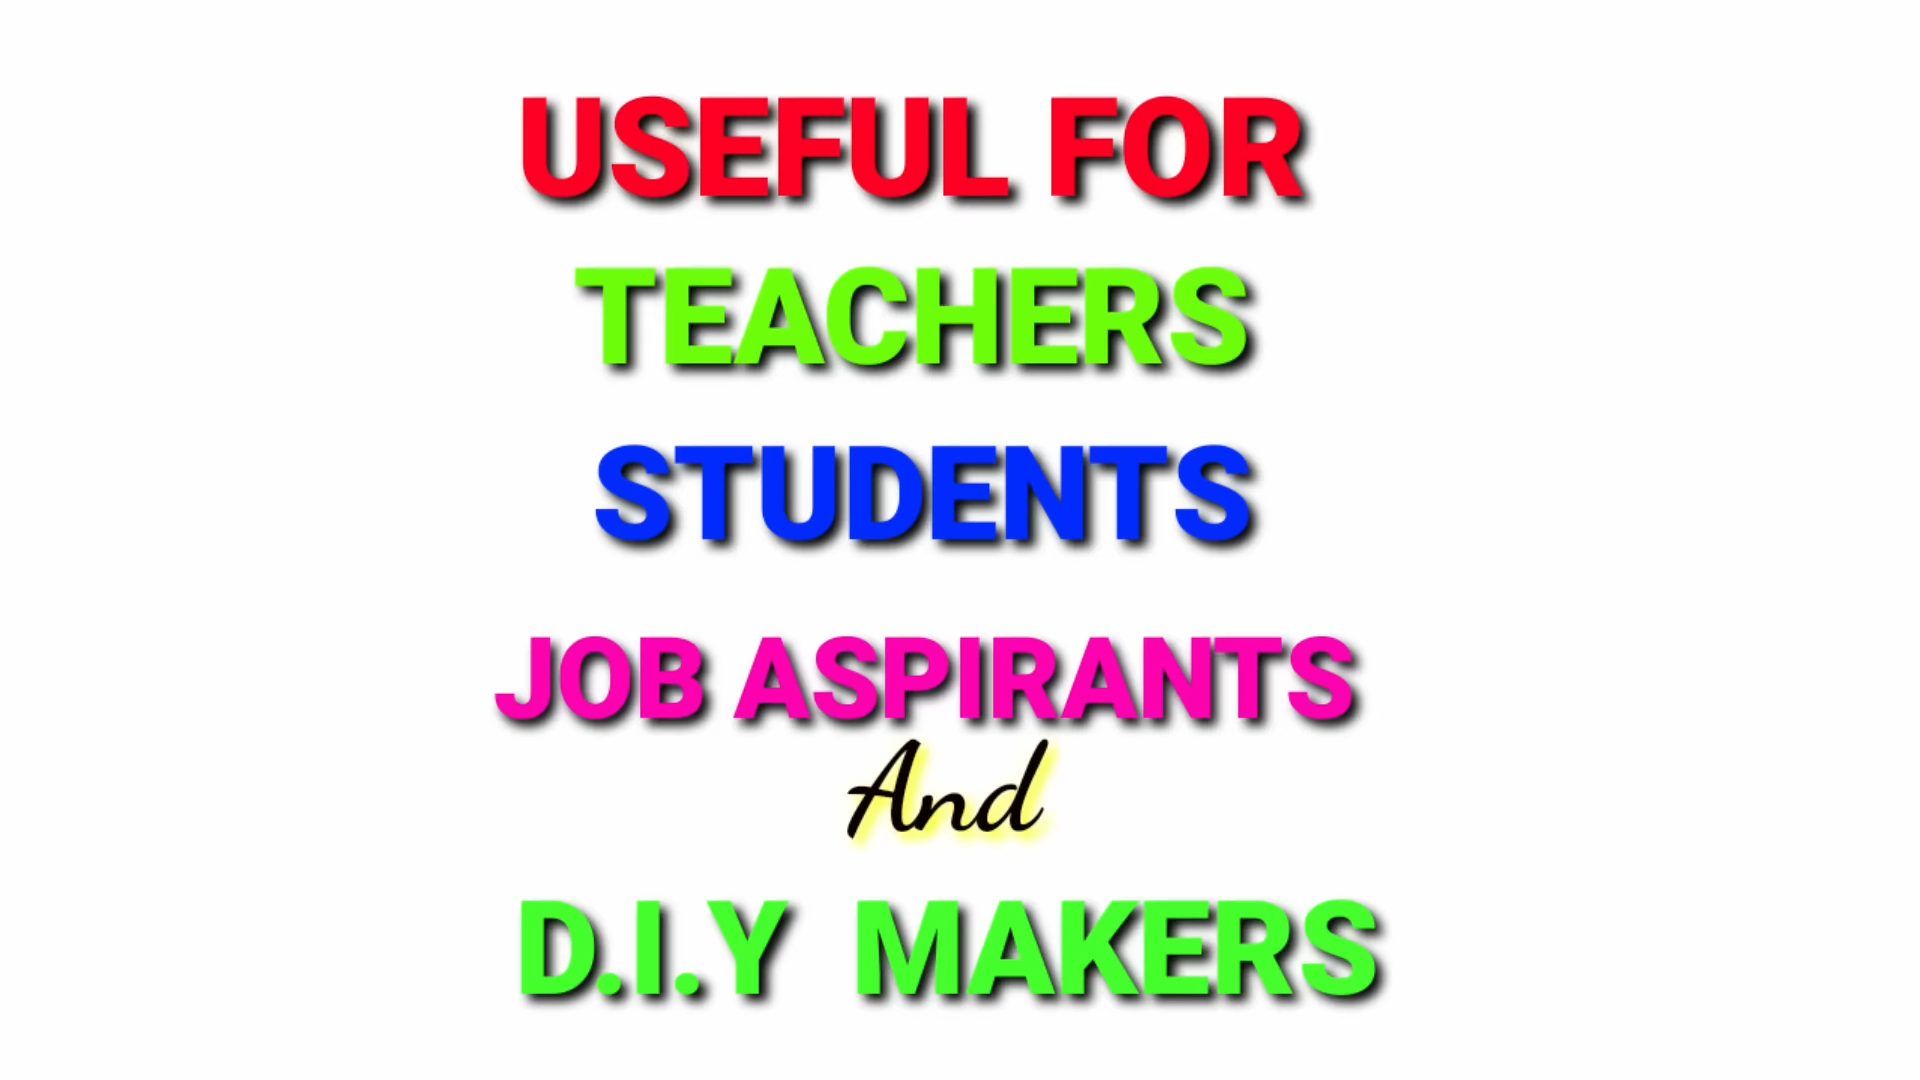 USEFUL FOR
TEACHERS
STUDENTS
JOB ASPIRANTS
And
D.I.Y MAKERS